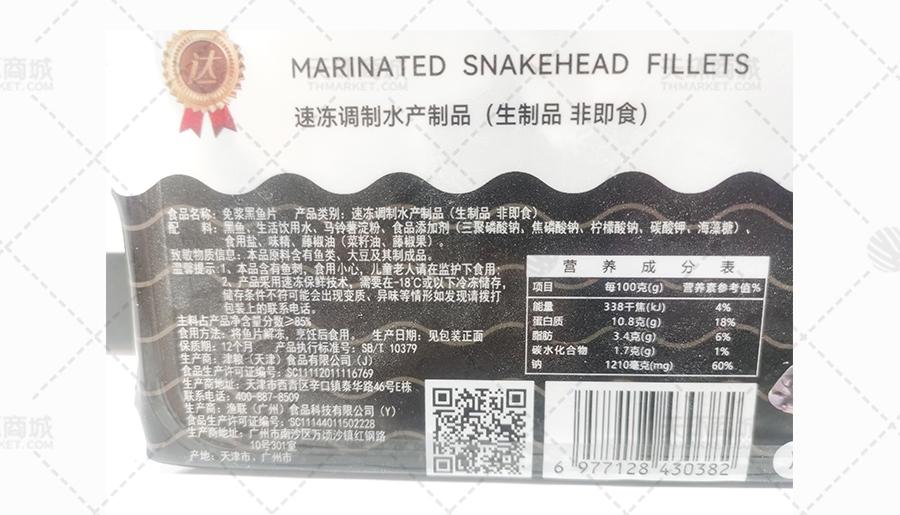 达
MARINATED SNAKEHEAD FILLETS
速冻调制水产制品（生制品 非即食）
食品名称：免浆黑鱼片 产品类别：速冻调制水产制品（生制品 非即食）
配 料：黑鱼、生活饮用水、马铃薯淀粉、食品添加剂（三聚磷酸钠、焦磷酸钠、柠檬酸钠、碳酸钾、海藻糖）、
食用盐、味精、藤椒油（菜籽油、藤椒果）。
致敏物质信息：本品原料含有鱼类、大豆及其制成品。
温馨提示：1、本品含有鱼刺，食用小心，儿童老人请在监护下食用；
2、产品采用速冻保鲜技术，需要在-18℃或以下冷冻储存，
储存条件不符可能会出现变质、异味等情形如发现请拨打
包装上的联系电话。
主料占产品净含量分数≥85%
食用方法：将鱼片解冻，烹饪后食用。 生产日期：见包装正面
保质期：12个月 产品执行标准号：SB/T 10379
生产商：津粮（天津）食品有限公司（J）
食品生产许可证编号：SC11112011116769
生产商地址：天津市西青区辛口镇泰华路46号E栋
联系电话：400-887-8509
生产商：渔联（广州）食品科技有限公司（Y）
食品生产许可证编号：SC11144011502228
生产商地址：广州市南沙区万顷沙镇红钢路
10号301室
产地：天津市、广州市
营养成分表
项目 每100克(g) 营养素参考值%
能量 338千焦(kJ) 4%
蛋白质 10.8克(g) 18%
脂肪 3.4克(g) 6%
碳水化合物 1.7克(g) 1%
钠 1210毫克(mg) 60%
6 977128 430382